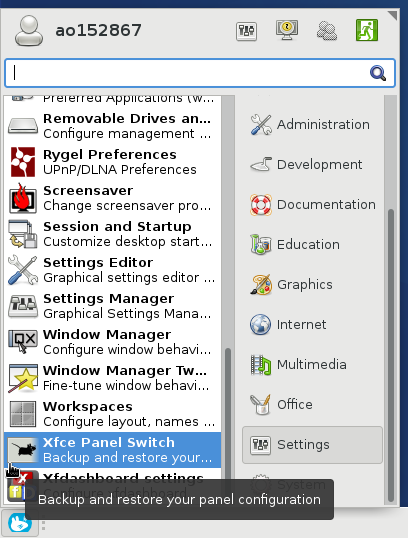 ao152867
Preferred Applications (w...
Removable Drives an...
Configure management ...
Rygel Preferences
UPnP/DLNA Preferences
Screensaver
Change screensaver pro...
Session and Startup
Customize desktop start...
Settings Editor
Graphical settings editor ...
Settings Manager
Graphical Settings Mana...
Window Manager
Configure window behavi...
Window Manager Tw...
Fine-tune window behavi...
Workspaces
Configure layout, names ...
Xfce Panel Switch
Backup and restore your...
Xfdashboard settings
Configure xfdashboard
Administration
Development
Documentation
Education
Graphics
Internet
Multimedia
Office
Settings
System
Backup and restore your panel configuration